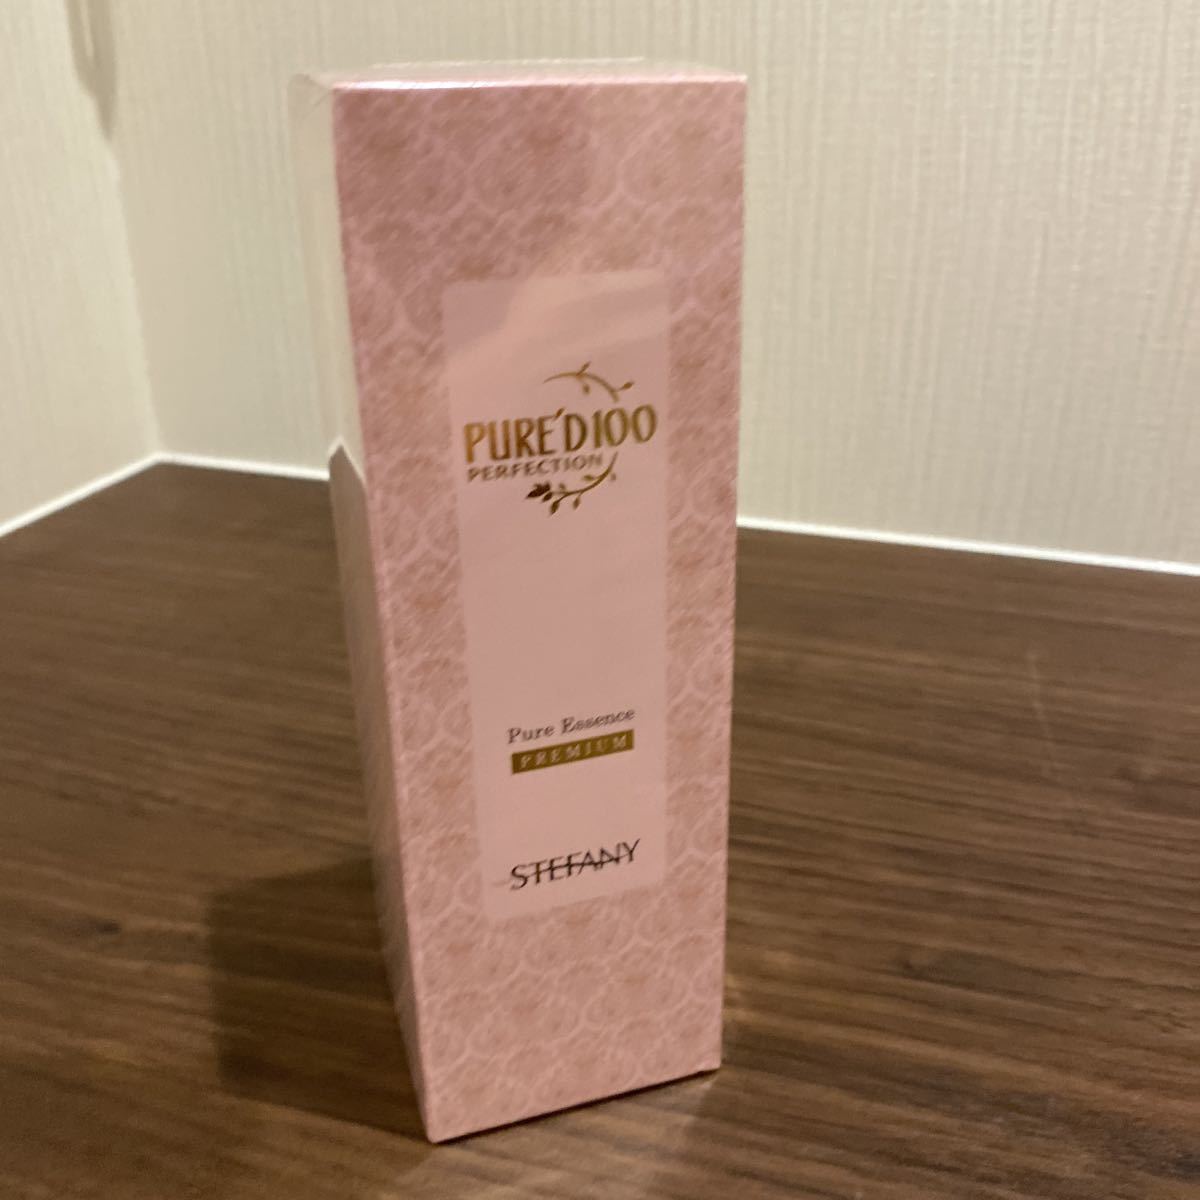 PURE'D 100
PERFECTION
Pure Essence
PREMIUM
STEFANY